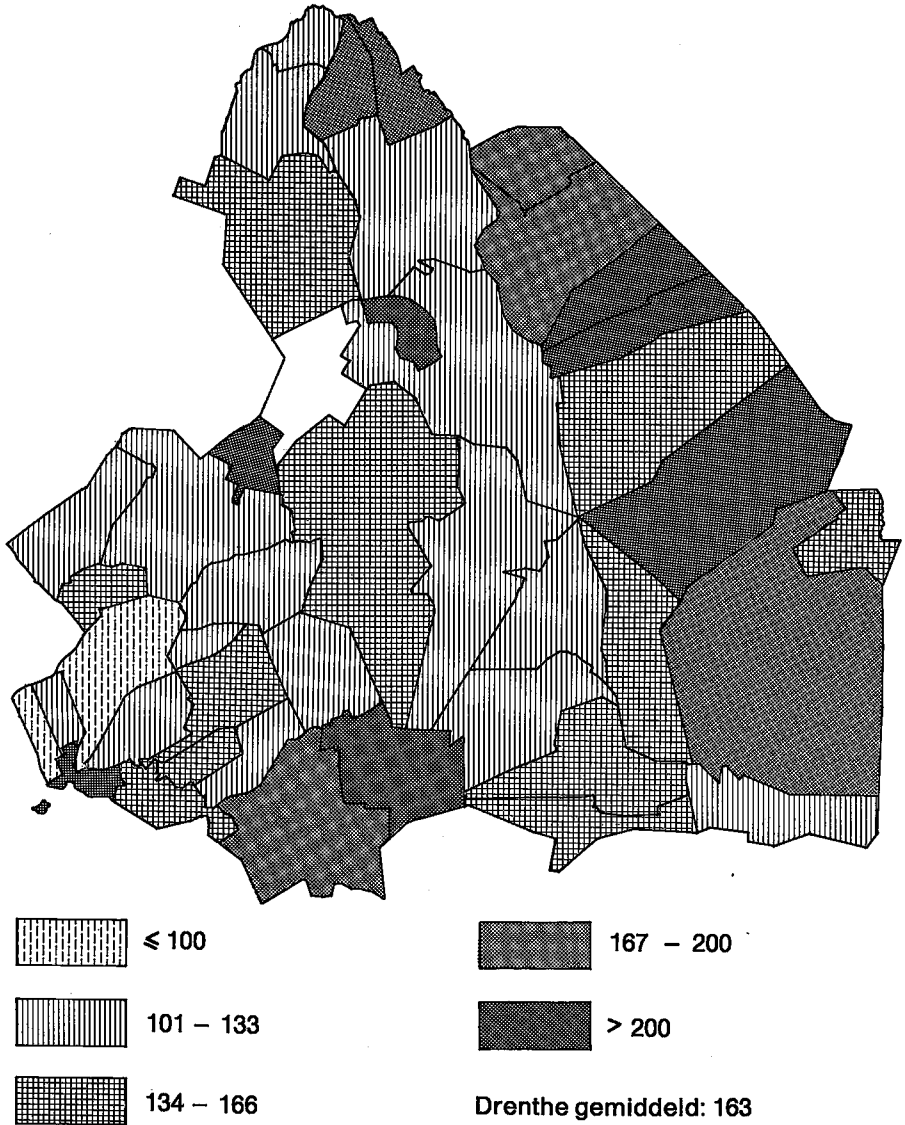 ⩽ 100
101 – 133
134 – 166
167 – 200
> 200
Drenthe gemiddeld: 163